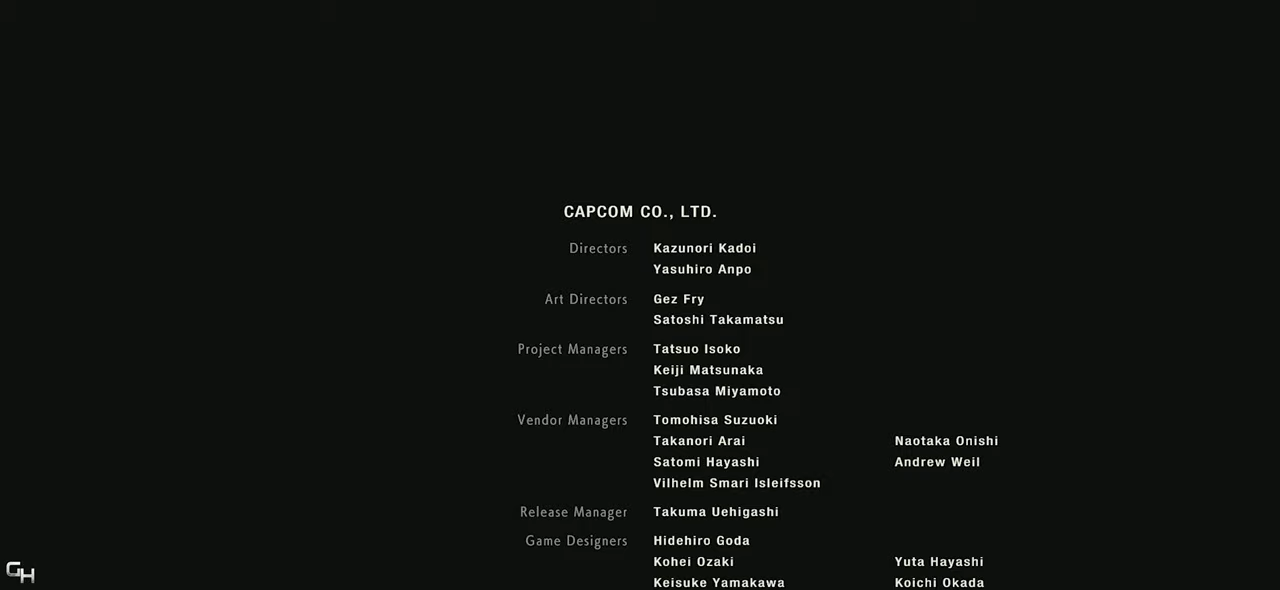 CAPCOM CO., LTD.
Directors Kazunori Kadoi
Yasuhiro Anpo
Art Directors Gez Fry
Satoshi Takamatsu
Project Managers Tatsuo Isoko
Keiji Matsunaka
Tsubasa Miyamoto
Vendor Managers Tomohisa Suzuoki
Takanori Arai Naotaka Onishi
Satomi Hayashi Andrew Weil
Vilhelm Smari Isleifsson
Release Manager Takuma Uehigashi
Game Designers Hidehiro Goda
Kohei Ozaki Yuta Hayashi
Keisuke Yamakawa Koichi Okada
GH